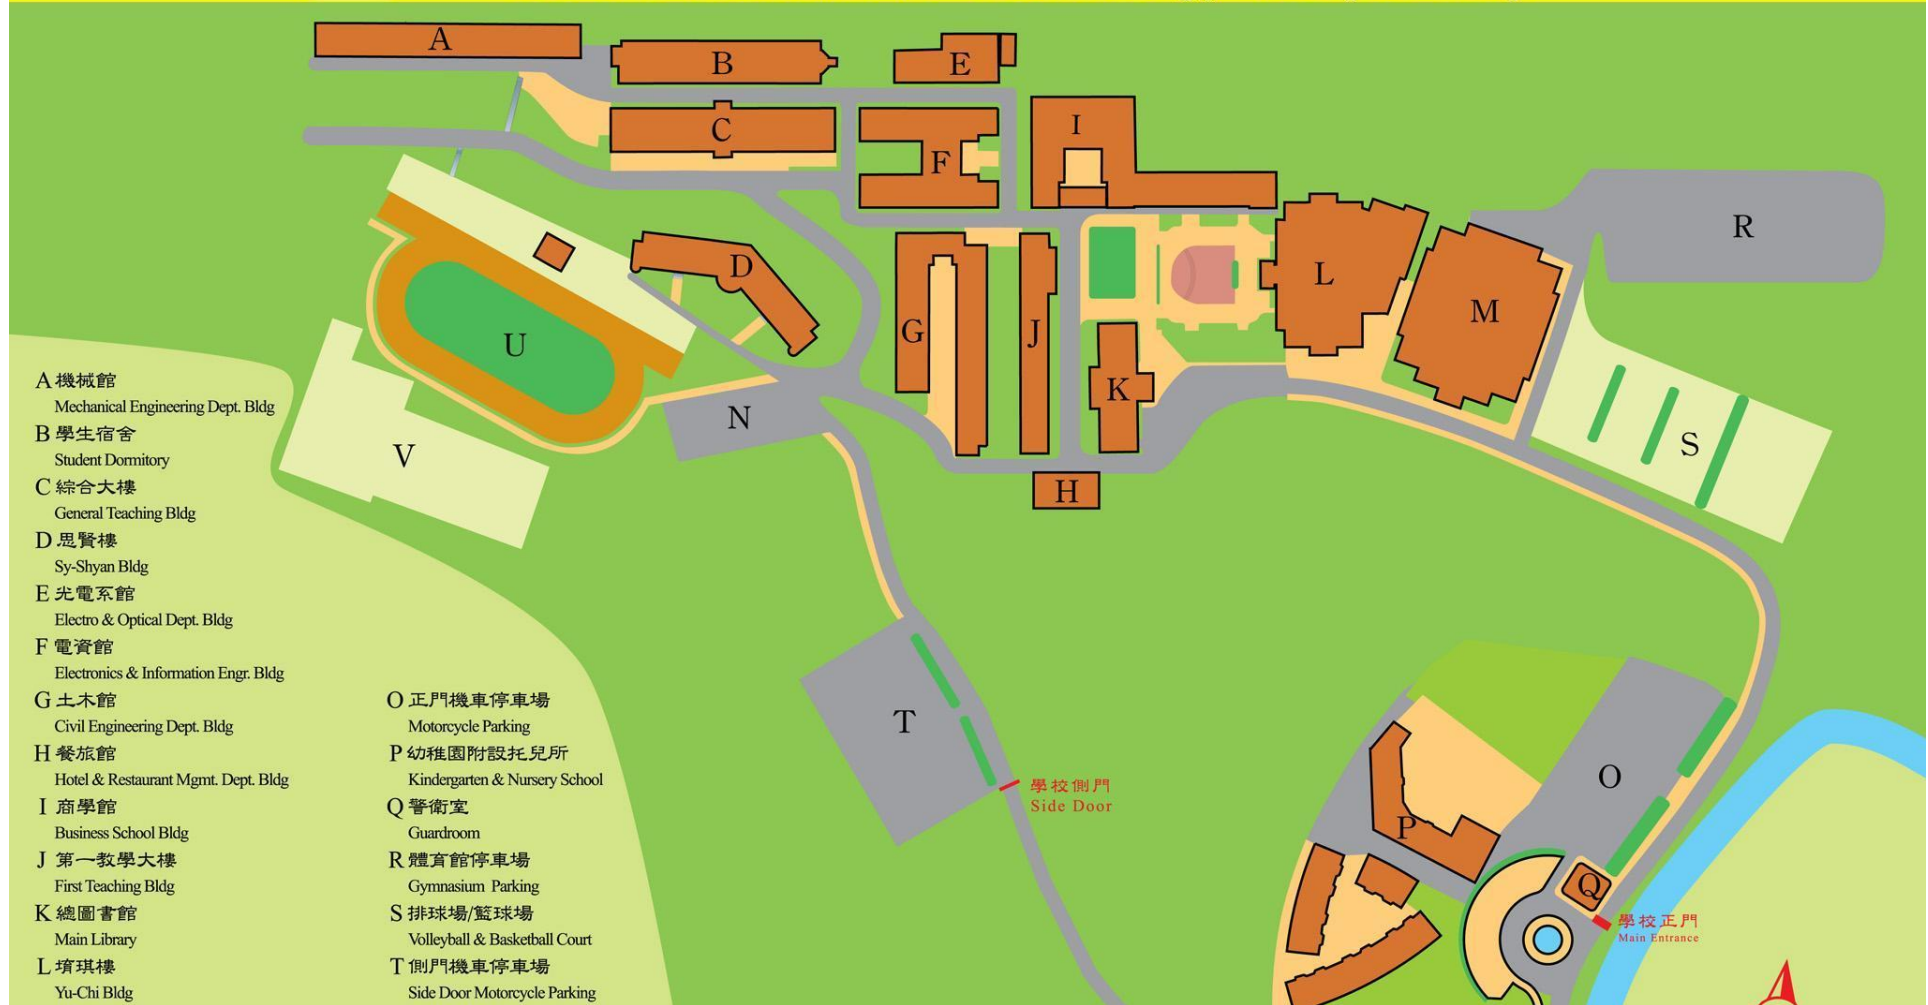 A
B
E
C
F
I
R
D
L
M
U
G
J
K
N
S
V
H
T
O
P
Q
A 機械館
Mechanical Engineering Dept. Bldg
B 學生宿舍
Student Dormitory
C 綜合大樓
General Teaching Bldg
D 思賢樓
Sy-Shyan Bldg
E 光電系館
Electro & Optical Dept. Bldg
F 電資館
Electronics & Information Engr. Bldg
G 土木館
Civil Engineering Dept. Bldg
H 餐旅館
Hotel & Restaurant Mgmt. Dept. Bldg
I 商學館
Business School Bldg
J 第一教學大樓
First Teaching Bldg
K 總圖書館
Main Library
L 堉琪樓
Yu-Chi Bldg
O 正門機車停車場
Motorcycle Parking
P 幼稚園附設托兒所
Kindergarten & Nursery School
Q 警衛室
Guardroom
R 體育館停車場
Gymnasium Parking
S 排球場/籃球場
Volleyball & Basketball Court
T 側門機車停車場
Side Door Motorcycle Parking
學校側門
Side Door
學校正門
Main Entrance